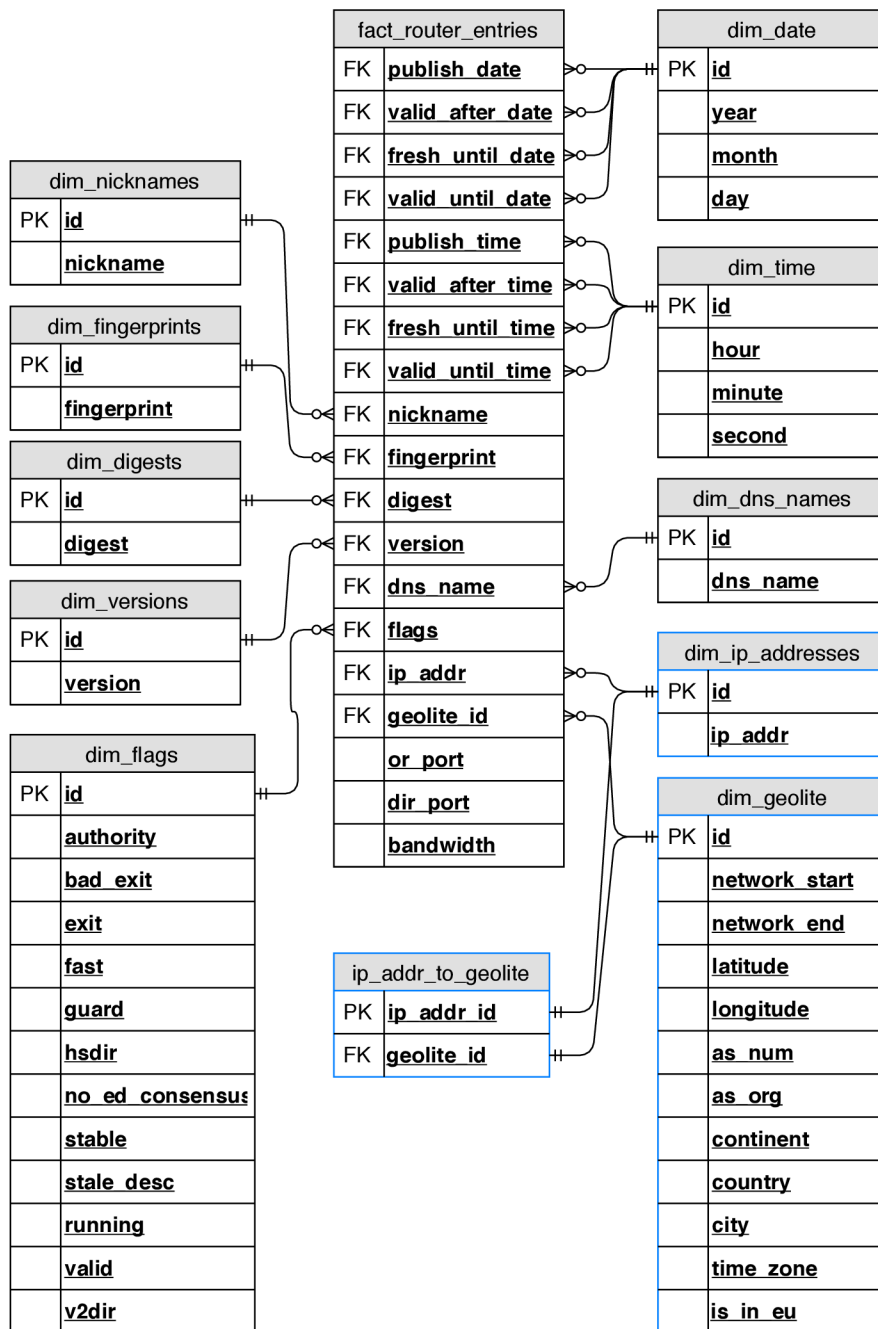 fact_router_entries
FK publish_date
FK valid_after_date
FK fresh_until_date
FK valid_until_date
FK publish_time
FK valid_after_time
FK fresh_until_time
FK valid_until_time
FK nickname
FK fingerprint
FK digest
FK version
FK dns_name
FK flags
FK ip_addr
FK geolite_id
or_port
dir_port
bandwidth
dim_date
PK id
year
month
day
dim_nicknames
PK id
nickname
dim_time
PK id
hour
minute
second
dim_fingerprints
PK id
fingerprint
dim_digests
PK id
digest
dim_dns_names
PK id
dns_name
dim_versions
PK id
version
dim_ip_addresses
PK id
ip_addr
dim_flags
PK id
authority
bad_exit
exit
fast
guard
hsdir
no_ed_consensus
stable
stale_desc
running
valid
v2dir
dim_geolite
PK id
network_start
network_end
latitude
longitude
as_num
as_org
continent
country
city
time_zone
is_in_eu
ip_addr_to_geolite
PK ip_addr_id
FK geolite_id